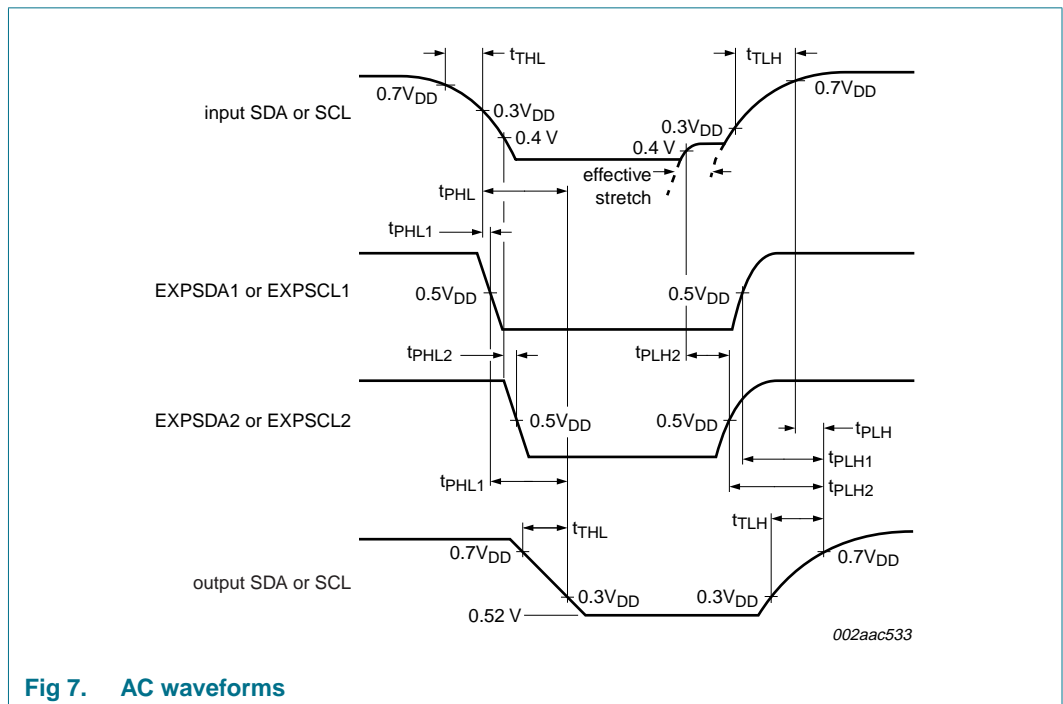 tTHL
tTLH
0.7VDD
0.7VDD
input SDA or SCL
0.3VDD
0.3VDD
0.4 V
0.4 V
effective
stretch
tPHL
tPHL1
EXPSDA1 or EXPSCL1
0.5VDD
0.5VDD
tPHL2
tPLH2
EXPSDA2 or EXPSCL2
0.5VDD
0.5VDD
tPLH
tPLH1
tPHL1
tPLH2
tTHL
tTLH
0.7VDD
0.7VDD
output SDA or SCL
0.3VDD
0.3VDD
0.52 V
002aac533
Fig 7. AC waveforms